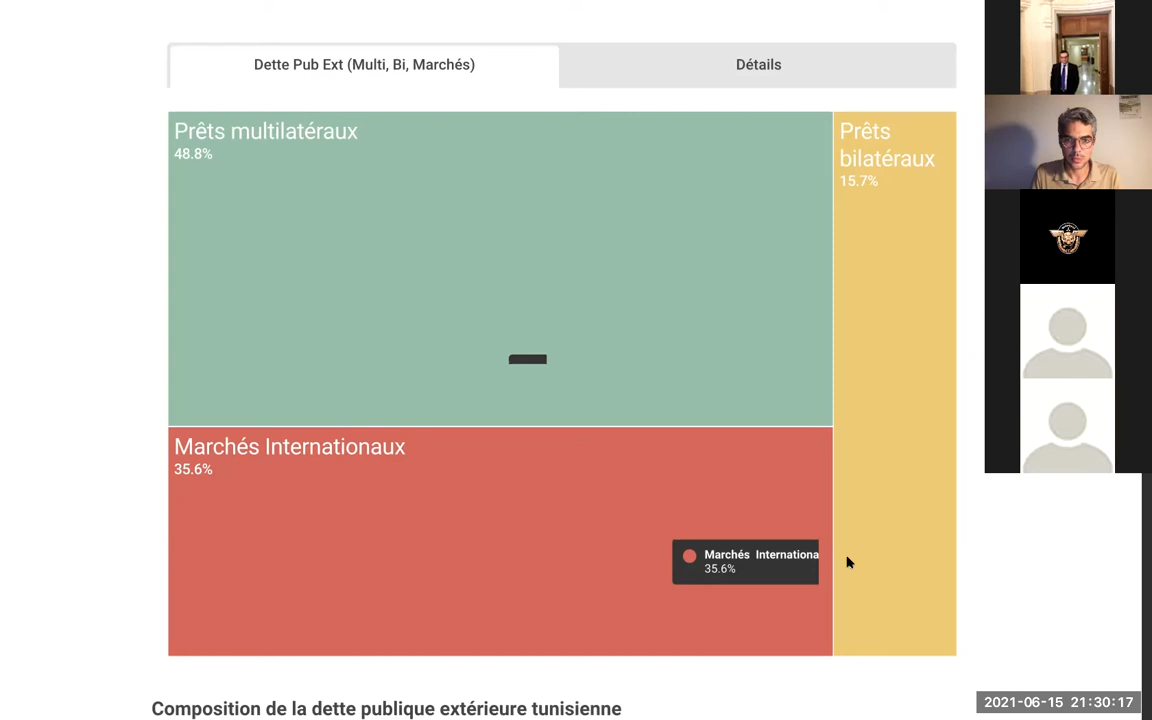 Dette Pub Ext (Multi, Bi, Marchés)
Détails
Prêts multilatéraux
48.8%
Prêts
bilatéraux
15.7%
Marchés Internationaux
35.6%
Marchés Internationa
35.6%
Composition de la dette publique extérieure tunisienne
2021-06-15 21:30:17